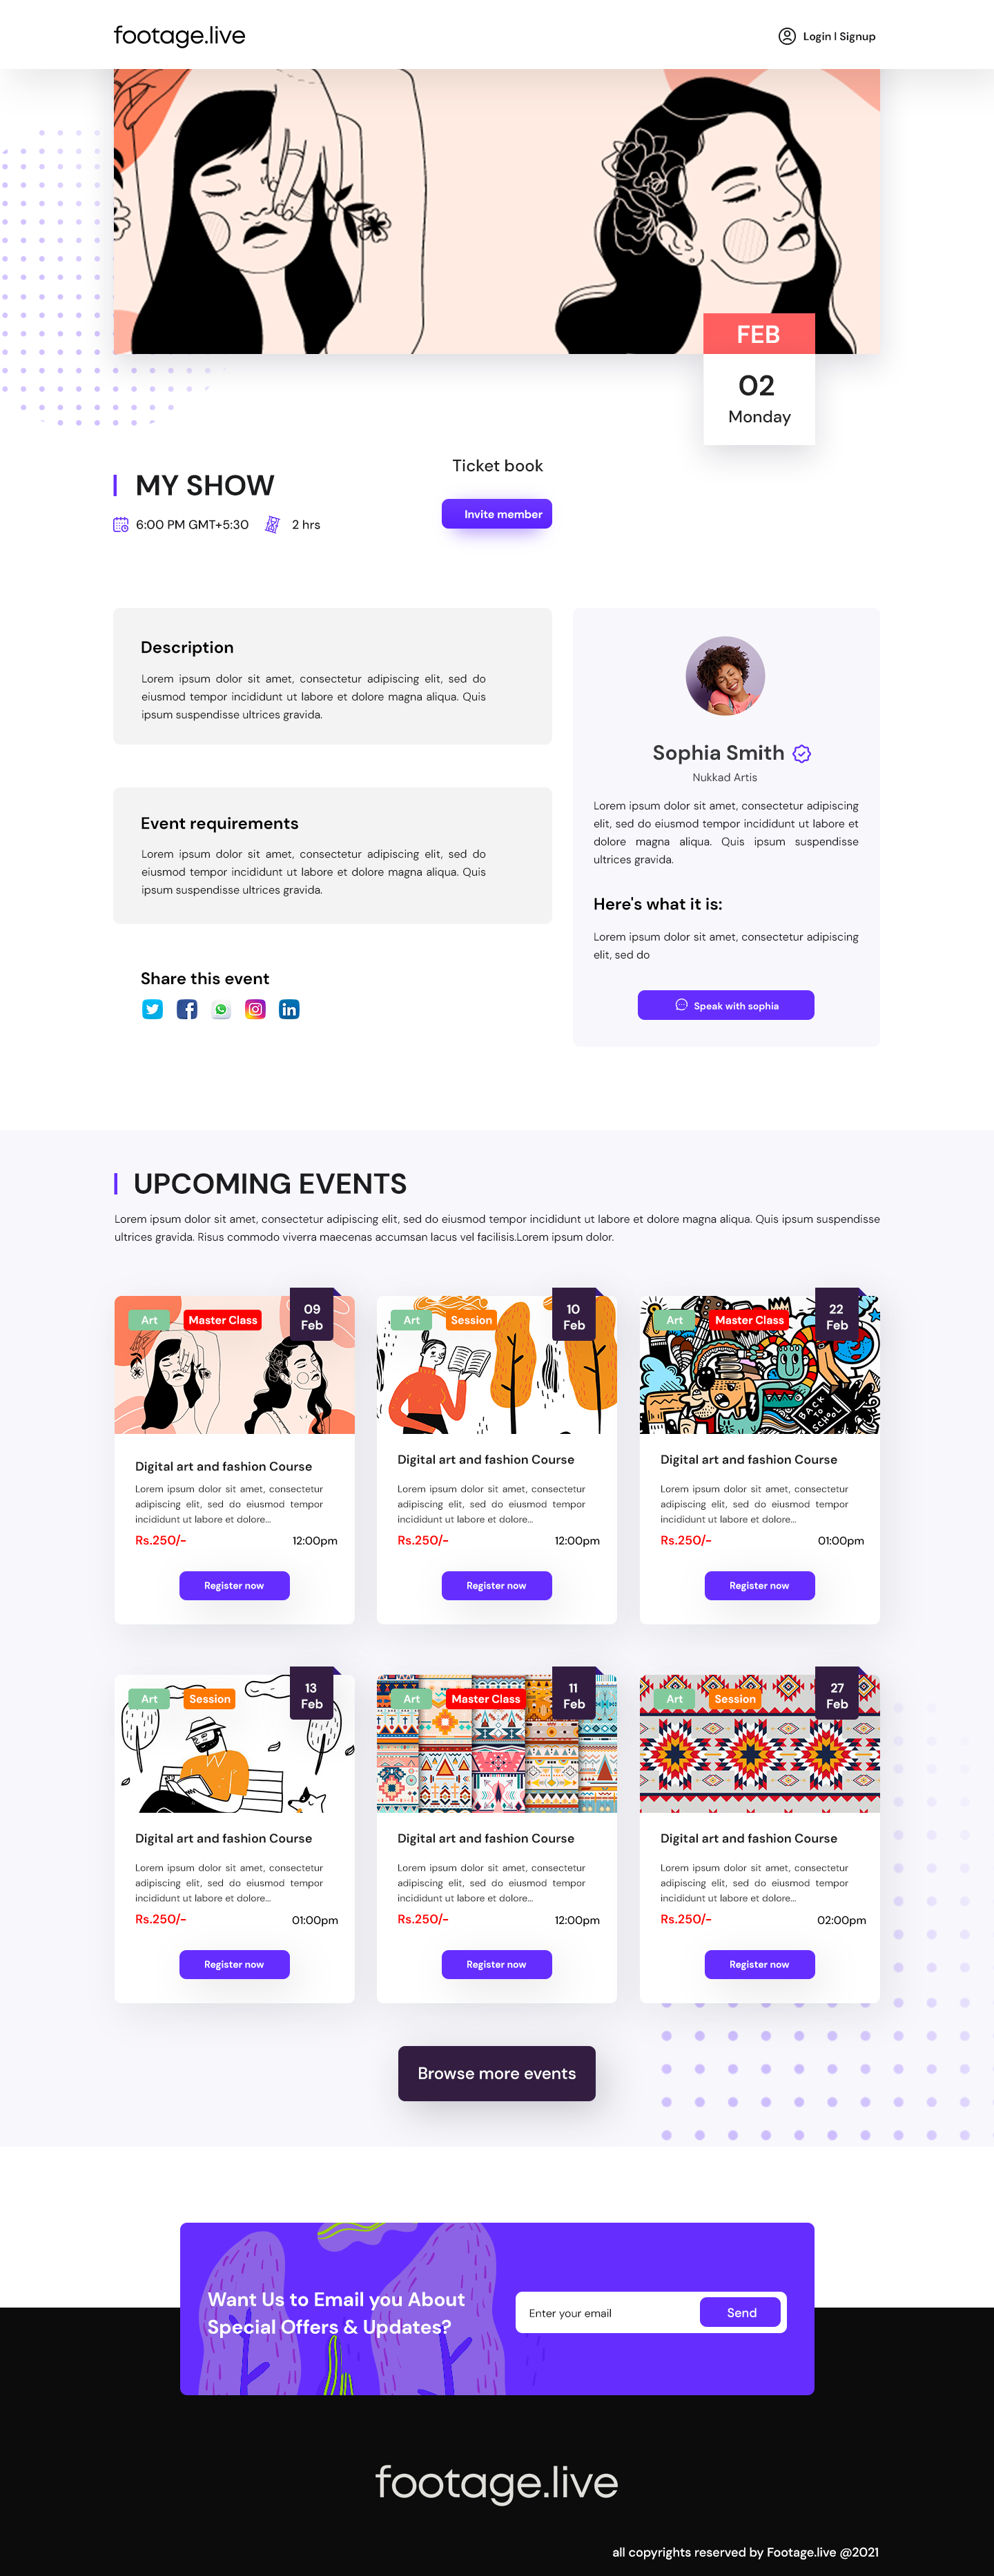 footage.live
Login | Signup
FEB
02
Monday
MY SHOW
6:00 PM GMT+5:30
2 hrs
Ticket book
Invite member
Description
Lorem ipsum dolor sit amet, consectetur adipiscing elit, sed do
eiusmod tempor incididunt ut labore et dolore magna aliqua. Quis
ipsum suspendisse ultrices gravida.
Event requirements
Lorem ipsum dolor sit amet, consectetur adipiscing elit, sed do
eiusmod tempor incididunt ut labore et dolore magna aliqua. Quis
ipsum suspendisse ultrices gravida.
Share this event
Sophia Smith
Nukkad Artis
Lorem ipsum dolor sit amet, consectetur adipiscing
elit, sed do eiusmod tempor incididunt ut labore et
dolore magna aliqua. Quis ipsum suspendisse
ultrices gravida.
Here's what it is:
Lorem ipsum dolor sit amet, consectetur adipiscing
elit, sed do
Speak with sophia
UPCOMING EVENTS
Lorem ipsum dolor sit amet, consectetur adipiscing elit, sed do eiusmod tempor incididunt ut labore et dolore magna aliqua. Quis ipsum suspendisse
ultrices gravida. Risus commodo viverra maecenas accumsan lacus vel facilisis.Lorem ipsum dolor.
Art
Master Class
09
Feb
Digital art and fashion Course
Lorem ipsum dolor sit amet, consectetur
adipiscing elit, sed do eiusmod tempor
incididunt ut labore et dolore...
Rs.250/-
12:00pm
Register now
Art
Session
10
Feb
Digital art and fashion Course
Lorem ipsum dolor sit amet, consectetur
adipiscing elit, sed do eiusmod tempor
incididunt ut labore et dolore...
Rs.250/-
12:00pm
Register now
Art
Master Class
22
Feb
BACK
TO
SCHOOL
Digital art and fashion Course
Lorem ipsum dolor sit amet, consectetur
adipiscing elit, sed do eiusmod tempor
incididunt ut labore et dolore...
Rs.250/-
01:00pm
Register now
Art
Session
13
Feb
Digital art and fashion Course
Lorem ipsum dolor sit amet, consectetur
adipiscing elit, sed do eiusmod tempor
incididunt ut labore et dolore...
Rs.250/-
01:00pm
Register now
Art
Master Class
11
Feb
Digital art and fashion Course
Lorem ipsum dolor sit amet, consectetur
adipiscing elit, sed do eiusmod tempor
incididunt ut labore et dolore...
Rs.250/-
12:00pm
Register now
Art
Session
27
Feb
Digital art and fashion Course
Lorem ipsum dolor sit amet, consectetur
adipiscing elit, sed do eiusmod tempor
incididunt ut labore et dolore...
Rs.250/-
02:00pm
Register now
Browse more events
Want Us to Email you About
Special Offers & Updates?
Enter your email
Send
footage.live
all copyrights reserved by Footage.live @2021